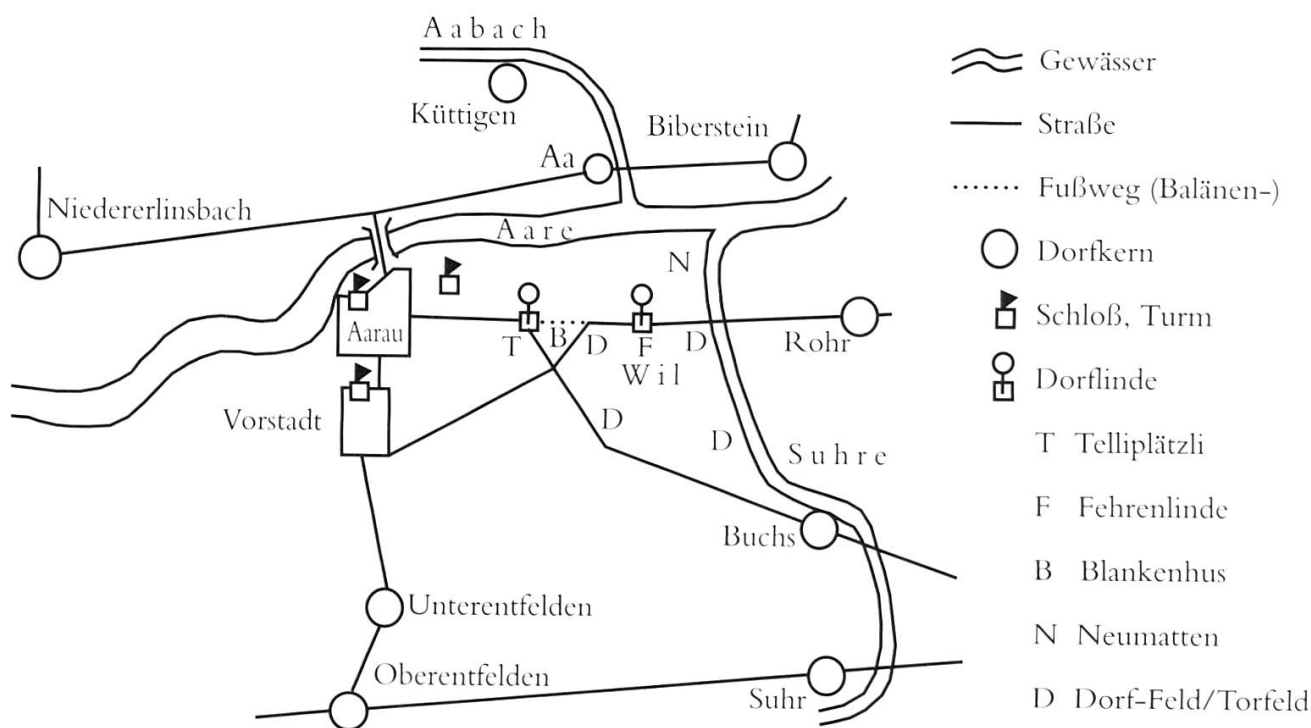 Aabach
Küttigen
Biberstein
Aa
Niedererlinsbach
Aare
N
Aarau
T
B
D
F
D
Rohr
Wil
Vorstadt
D
D
Suhre
Buchs
Unterentfelden
Oberentfelden
Suhr
Gewässer
Straße
Fußweg (Balänen-)
Dorfkern
Schloß, Turm
Dorflinde
T Telliplätzli
F Fehrenlinde
B Blankenhus
N Neumatten
D Dorf-Feld/Torfeld